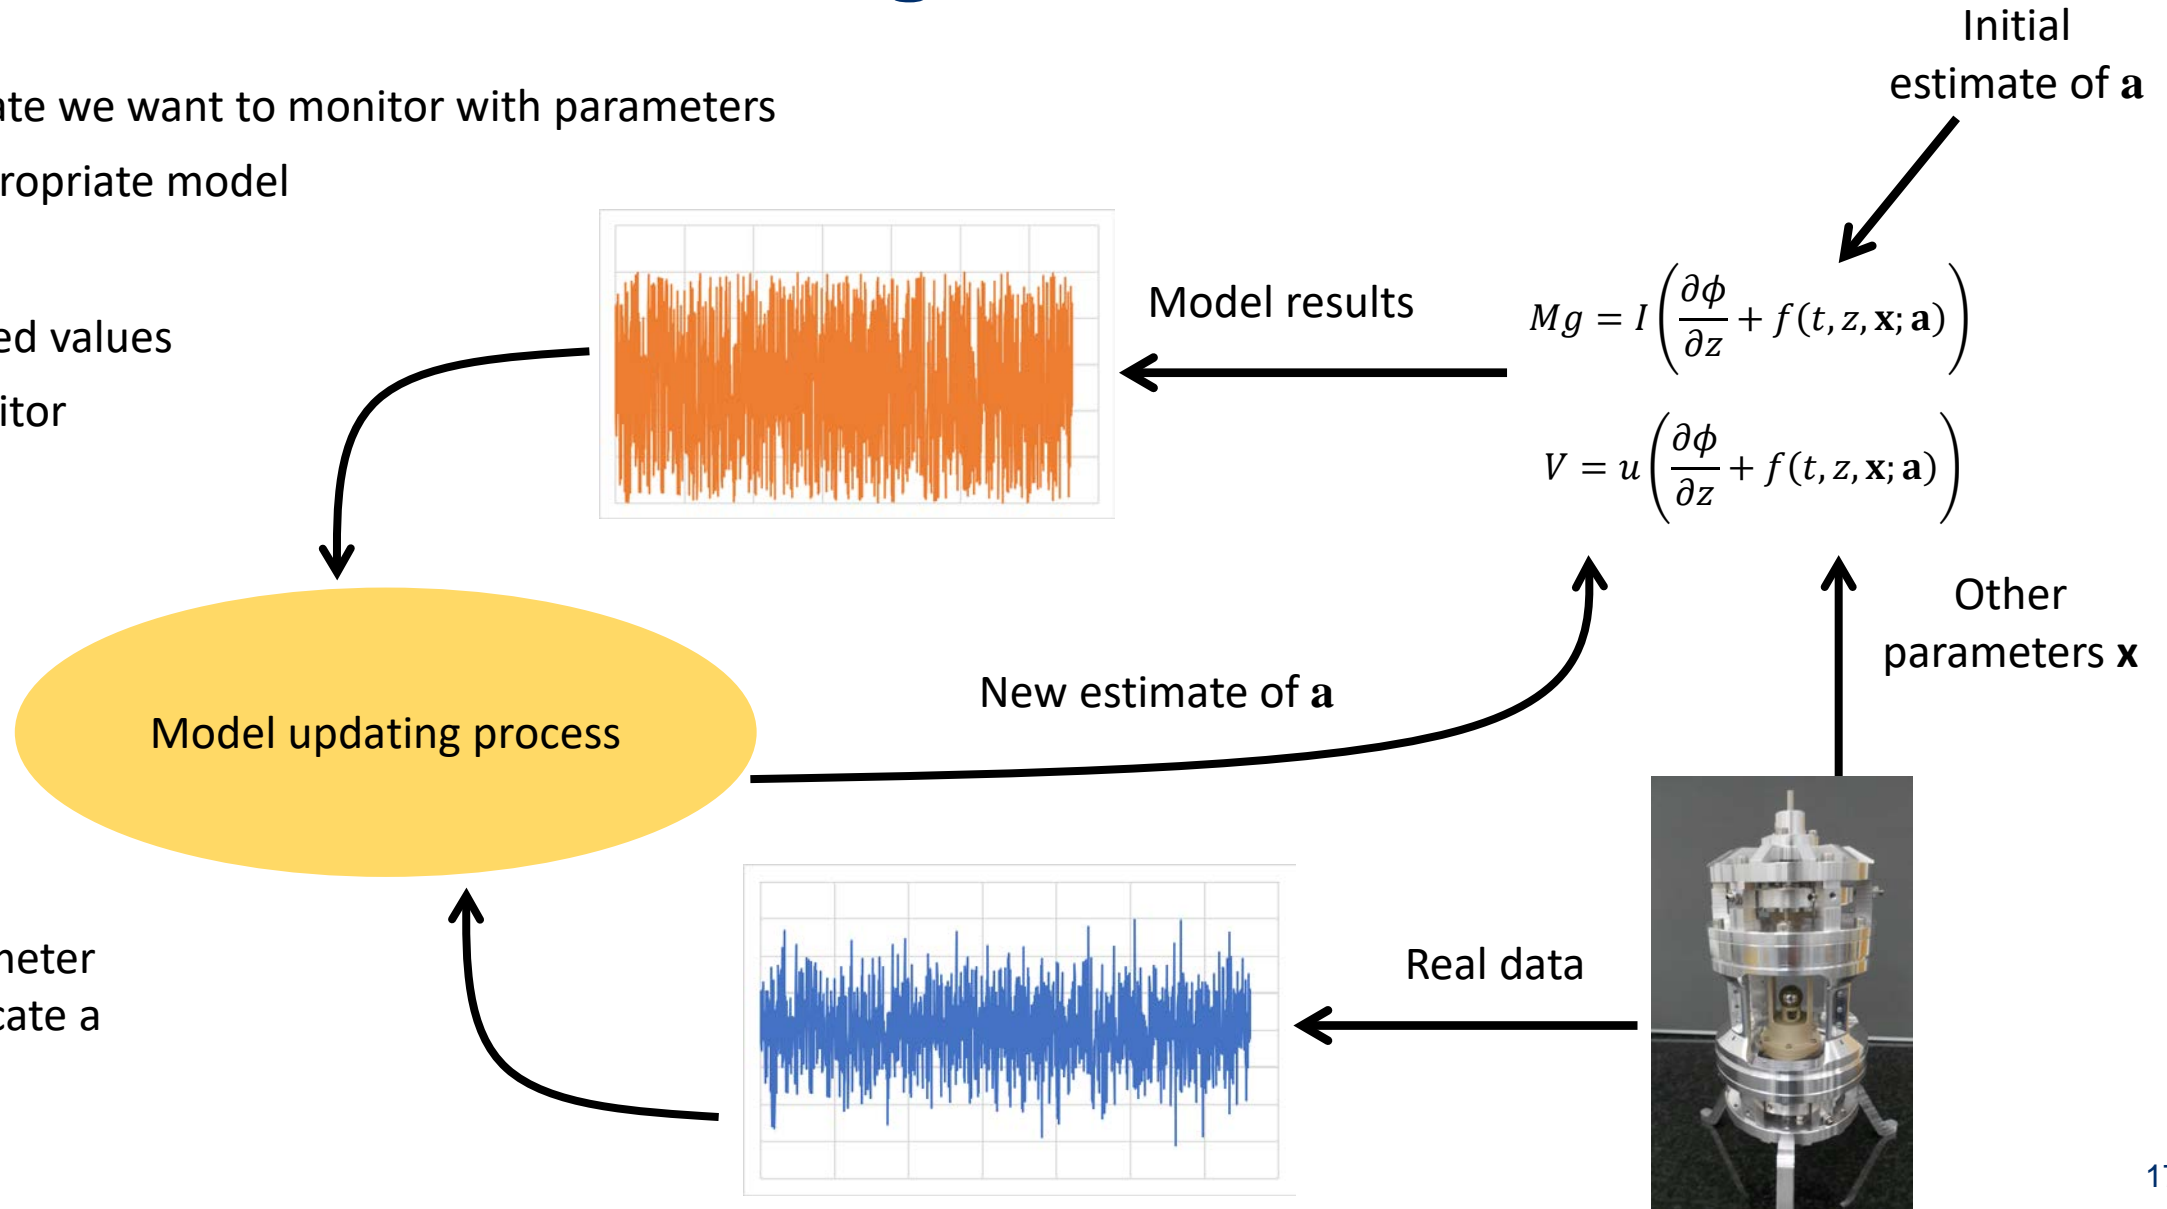 Initial
estimate of a
ate we want to monitor with parameters
ropriate model
ed values
itor
Model results
Mg = I(∂ϕ/∂z + f(t, z, x; a))
V = u(∂ϕ/∂z + f(t, z, x; a))
Other
parameters x
New estimate of a
Model updating process
neter
cate a
Real data